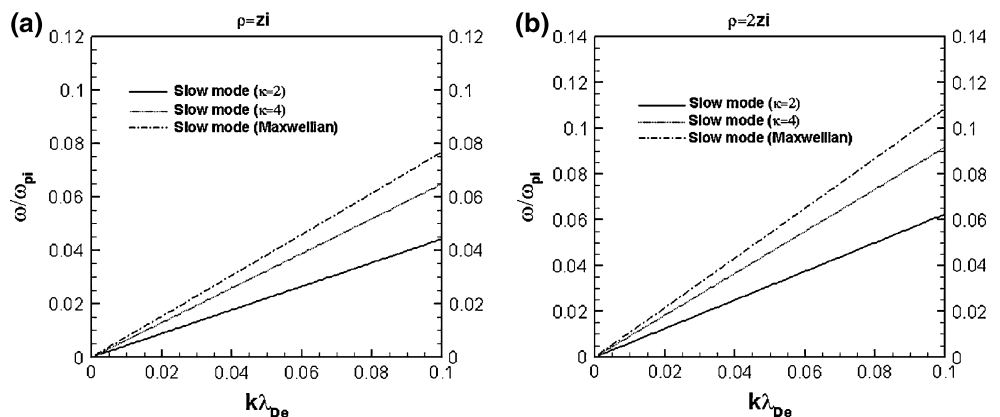 (a)
ρ=zi
0.12
0.1
0.08
0.06
0.04
0.02
0
ω/ω_pi
Slow mode (κ=2)
Slow mode (κ=4)
Slow mode (Maxwellian)
0.12
0.1
0.08
0.06
0.04
0.02
0
0 0.02 0.04 0.06 0.08 0.1
kλ_De
(b)
ρ=2zi
0.14
0.12
0.1
0.08
0.06
0.04
0.02
0
ω/ω_pi
Slow mode (κ=2)
Slow mode (κ=4)
Slow mode (Maxwellian)
0.14
0.12
0.1
0.08
0.06
0.04
0.02
0
0 0.02 0.04 0.06 0.08 0.1
kλ_De